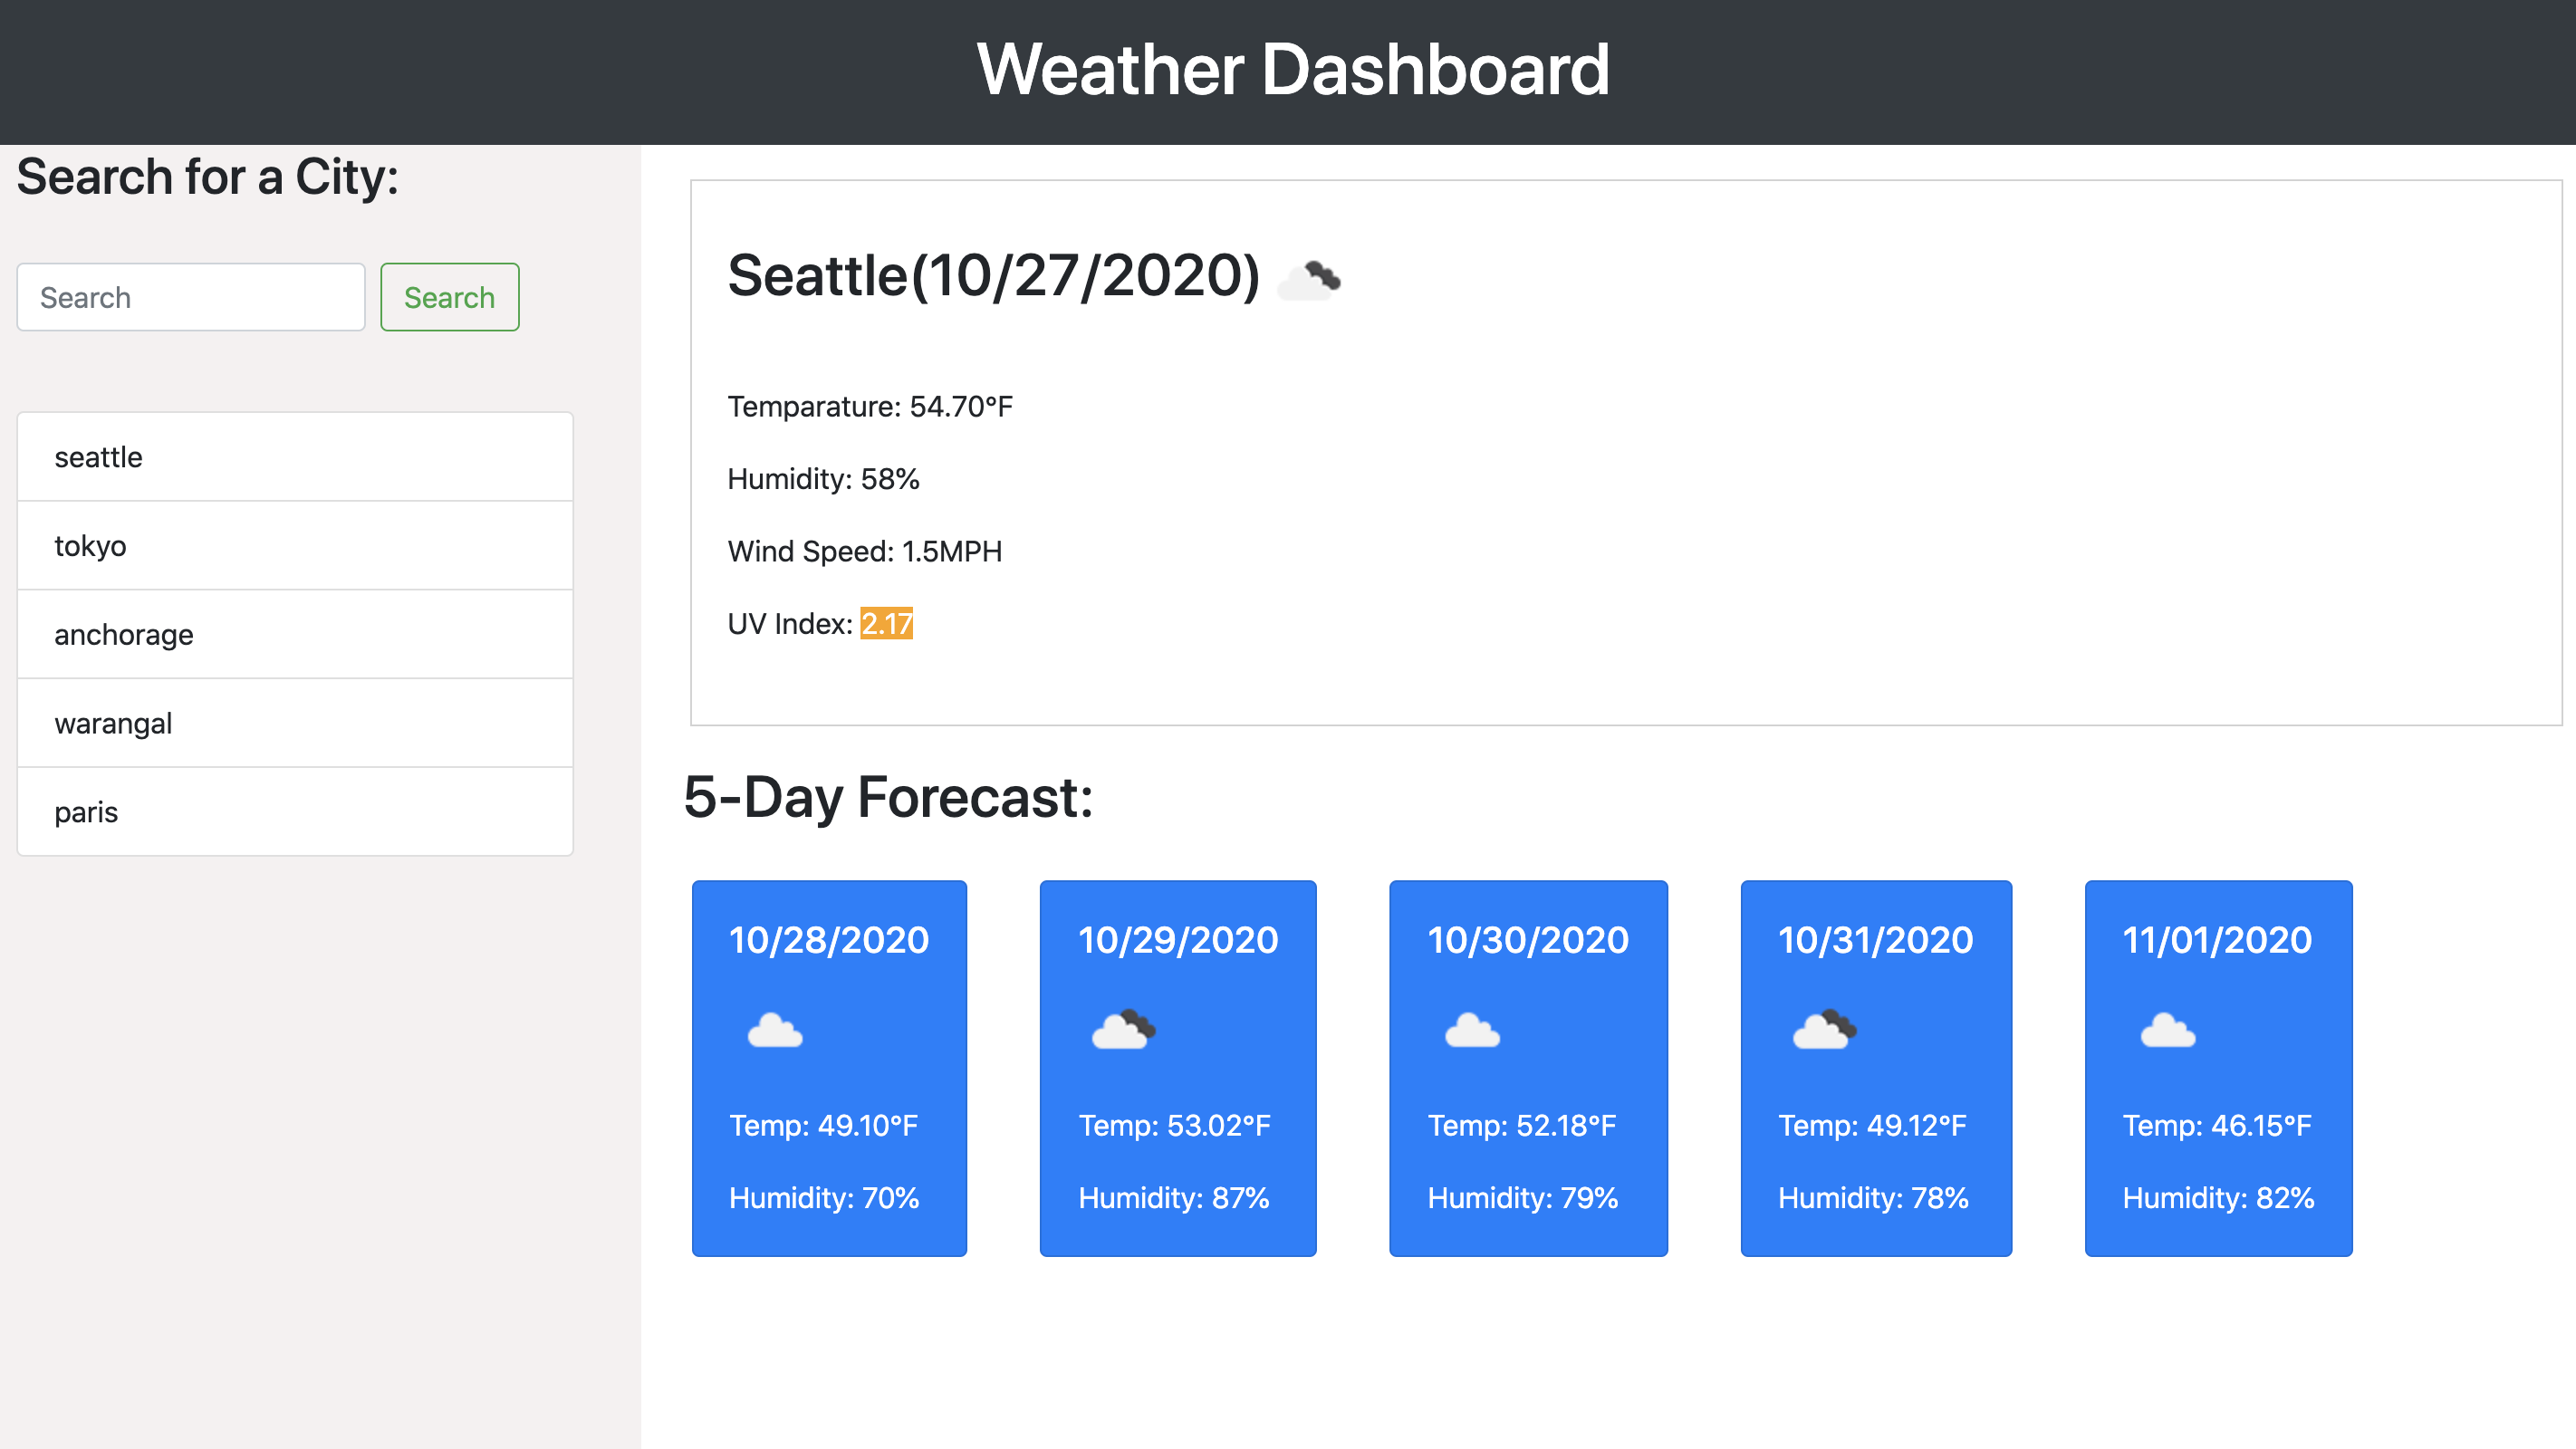 Weather Dashboard
Search for a City:
Search
Search
seattle
tokyo
anchorage
warangal
paris
Seattle(10/27/2020)
Temparature: 54.70°F
Humidity: 58%
Wind Speed: 1.5MPH
UV Index: 2.17
5-Day Forecast:
10/28/2020
Temp: 49.10°F
Humidity: 70%
10/29/2020
Temp: 53.02°F
Humidity: 87%
10/30/2020
Temp: 52.18°F
Humidity: 79%
10/31/2020
Temp: 49.12°F
Humidity: 78%
11/01/2020
Temp: 46.15°F
Humidity: 82%